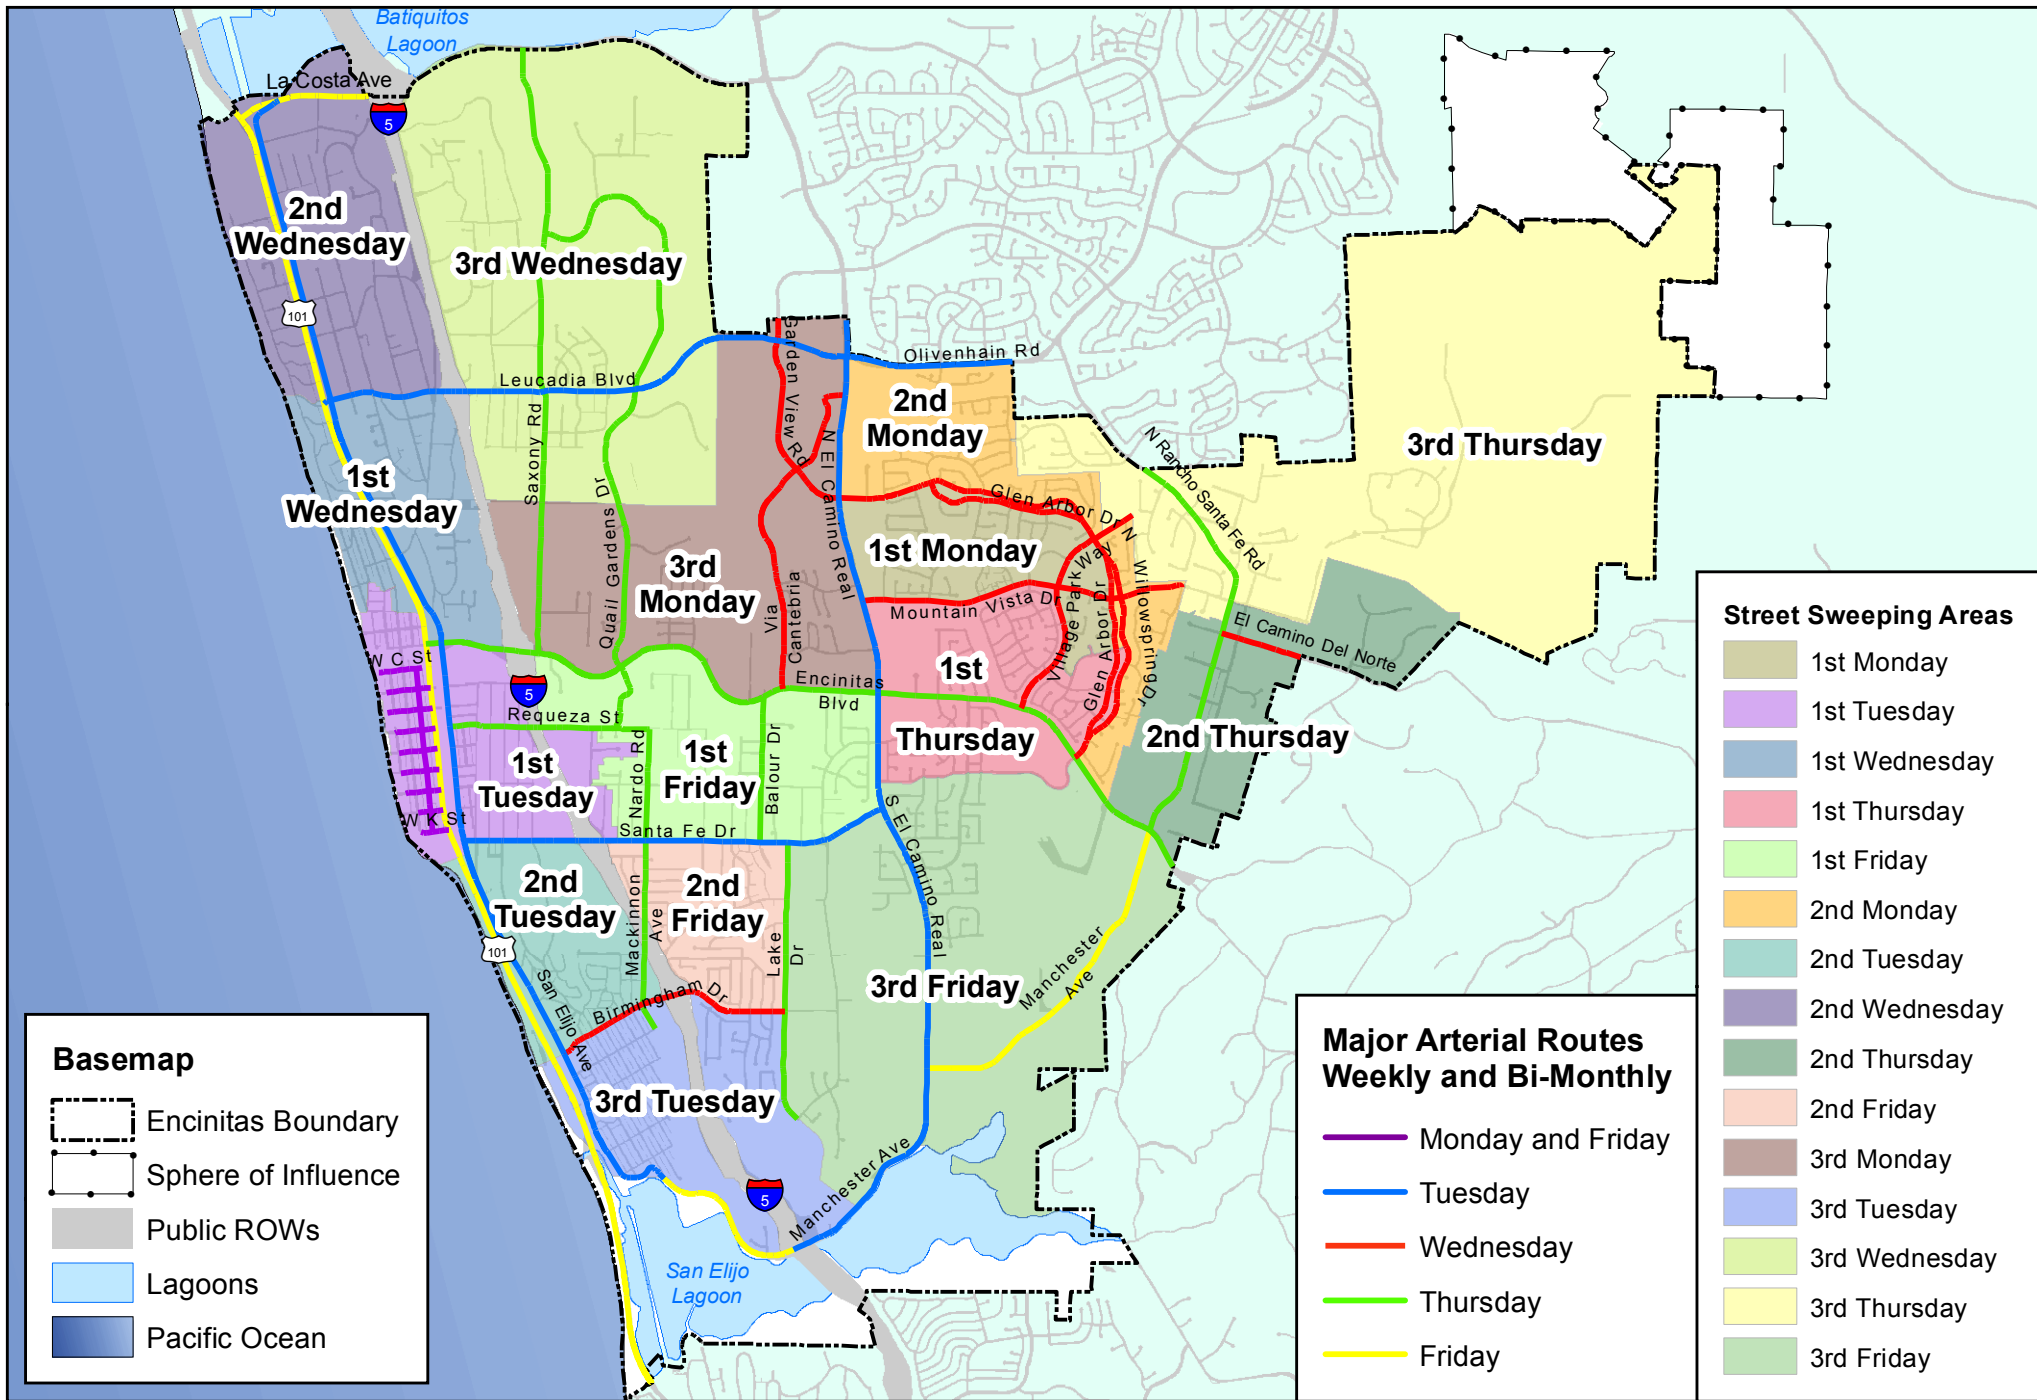 Batiquitos
Lagoon
La Costa Ave
5
2nd
Wednesday
3rd Wednesday
101
Garden View Rd
Olivenhain Rd
Leucadia Blvd
2nd
Monday
N Rancho Santa Fe Rd
3rd Thursday
Saxony Rd
N El Camino Real
1st
Wednesday
Quail Gardens Dr
Glen Arbor Dr
N Willowspring Dr
1st Monday
Village Park Way
3rd
Monday
Via
Cantebria
Mountain Vista Dr
Glen Arbor Dr
El Camino Del Norte
W C St
5
1st
Encinitas
Blvd
Requeza St
Nardo Rd
Balour Dr
Thursday
2nd Thursday
1st
Tuesday
1st
Friday
W K St
Santa Fe Dr
S El Camino Real
2nd
Tuesday
2nd
Friday
Mackinnon
Ave
Lake
Dr
101
San Elijo Ave
Birmingham Dr
3rd Friday
Manchester
Ave
3rd Tuesday
5
Manchester Ave
San Elijo
Lagoon
Basemap
Encinitas Boundary
Sphere of Influence
Public ROWs
Lagoons
Pacific Ocean
Major Arterial Routes
Weekly and Bi-Monthly
Monday and Friday
Tuesday
Wednesday
Thursday
Friday
Street Sweeping Areas
1st Monday
1st Tuesday
1st Wednesday
1st Thursday
1st Friday
2nd Monday
2nd Tuesday
2nd Wednesday
2nd Thursday
2nd Friday
3rd Monday
3rd Tuesday
3rd Wednesday
3rd Thursday
3rd Friday